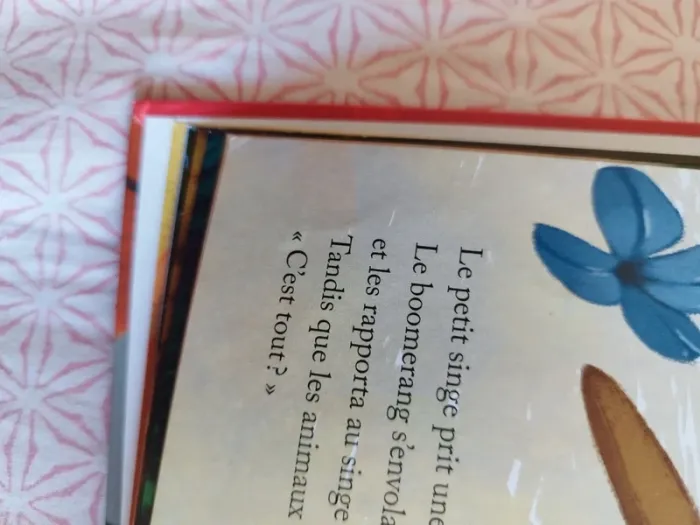 Le petit singe prit une
Le boomerang s'envola
et les rapporta au singe
Tandis que les animaux
« C'est tout ? »